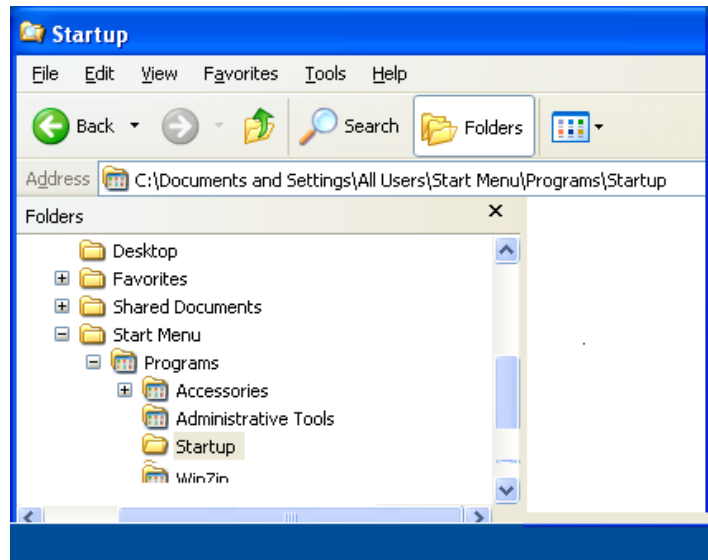 Startup
File Edit View Favorites Tools Help
Back Search Folders
Address C:\Documents and Settings\All Users\Start Menu\Programs\Startup
Folders
Desktop
Favorites
Shared Documents
Start Menu
Programs
Accessories
Administrative Tools
Startup
WinZip